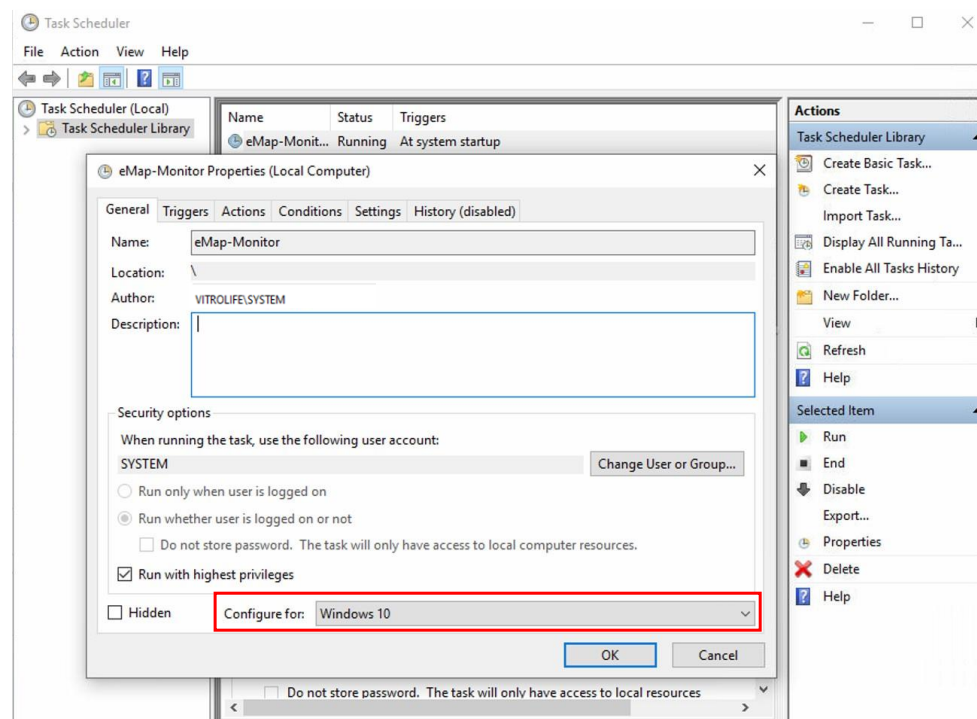 Task Scheduler
File Action View Help
Task Scheduler (Local)
Task Scheduler Library
Name Status Triggers
eMap-Monit... Running At system startup
eMap-Monitor Properties (Local Computer)
General Triggers Actions Conditions Settings History (disabled)
Name: eMap-Monitor
Location: \
Author: VITROLIFE\SYSTEM
Description:
Security options
When running the task, use the following user account:
SYSTEM Change User or Group...
Run only when user is logged on
Run whether user is logged on or not
Do not store password. The task will only have access to local computer resources.
Run with highest privileges
Hidden Configure for: Windows 10
OK Cancel
Do not store password. The task will only have access to local resources
Actions
Task Scheduler Library
Create Basic Task...
Create Task...
Import Task...
Display All Running Ta...
Enable All Tasks History
New Folder...
View
Refresh
Help
Selected Item
Run
End
Disable
Export...
Properties
Delete
Help